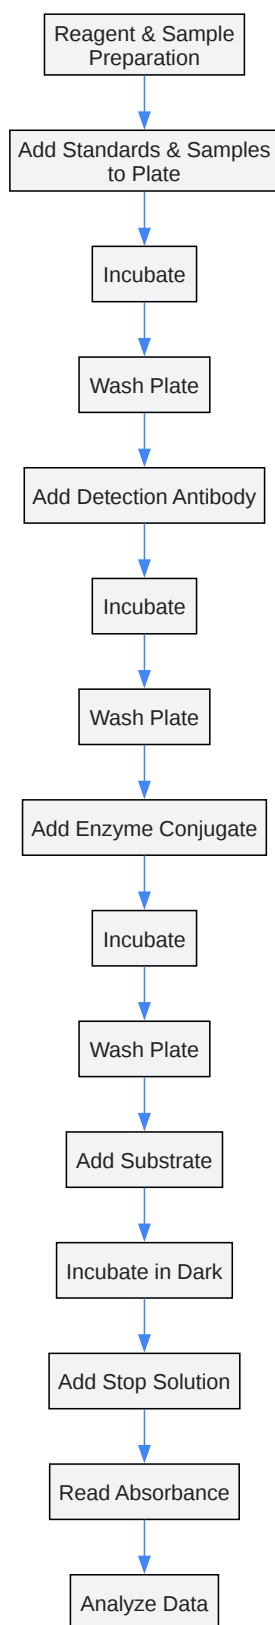 Reagent & Sample
Preparation
Add Standards & Samples
to Plate
Incubate
Wash Plate
Add Detection Antibody
Incubate
Wash Plate
Add Enzyme Conjugate
Incubate
Wash Plate
Add Substrate
Incubate in Dark
Add Stop Solution
Read Absorbance
Analyze Data